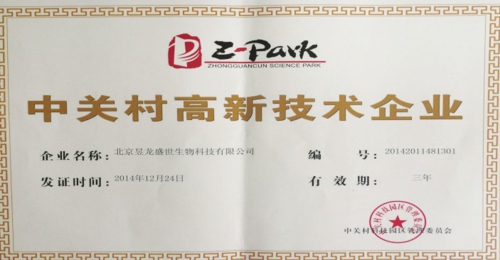 Z-Park
ZHONGGUANCUN SCIENCE PARK
中关村高新技术企业
企业名称：北京昱龙盛世生物科技有限公司 编 号：20142011481301
发证时间：2014年12月24日 有 效 期：三年
中关村科技园区管理委员会